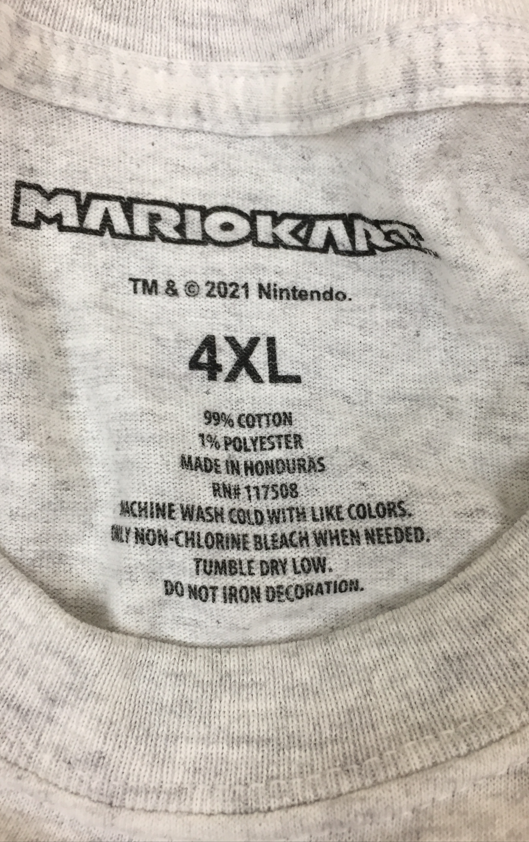 MARIOKART
TM & © 2021 Nintendo.
4XL
99% COTTON
1% POLYESTER
MADE IN HONDURAS
RN# 117508
MACHINE WASH COLD WITH LIKE COLORS.
ONLY NON-CHLORINE BLEACH WHEN NEEDED.
TUMBLE DRY LOW.
DO NOT IRON DECORATION.